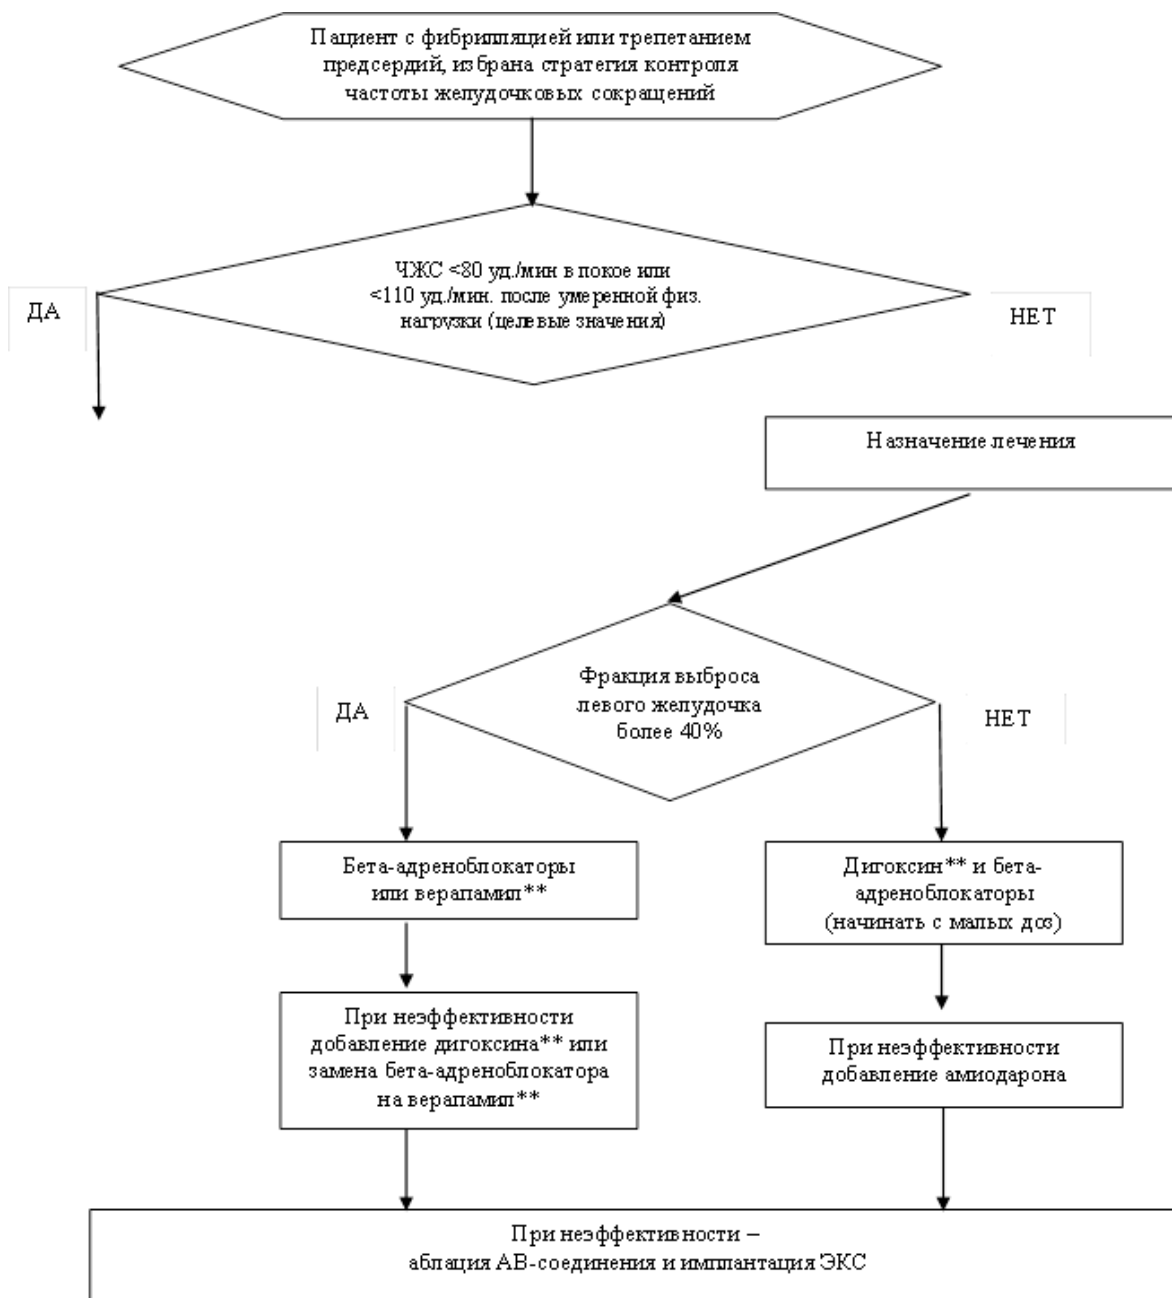 Пациент с фибрилляцией или трепетанием
предсердий, избрана стратегия контроля
частоты желудочковых сокращений
ЧЖС <80 уд./мин в покое или
<110 уд./мин. после умеренной физ.
нагрузки (целевые значения)
ДА
НЕТ
Назначение лечения
Фракция выброса
левого желудочка
более 40%
ДА
НЕТ
Бета-адреноблокаторы
или верапамил**
Дигоксин** и бета-
адреноблокаторы
(начинать с малых доз)
При неэффективности
добавление дигоксина** или
замена бета-адреноблокатора
на верапамил**
При неэффективности
добавление амиодарона
При неэффективности –
аблация АВ-соединения и имплантация ЭКС